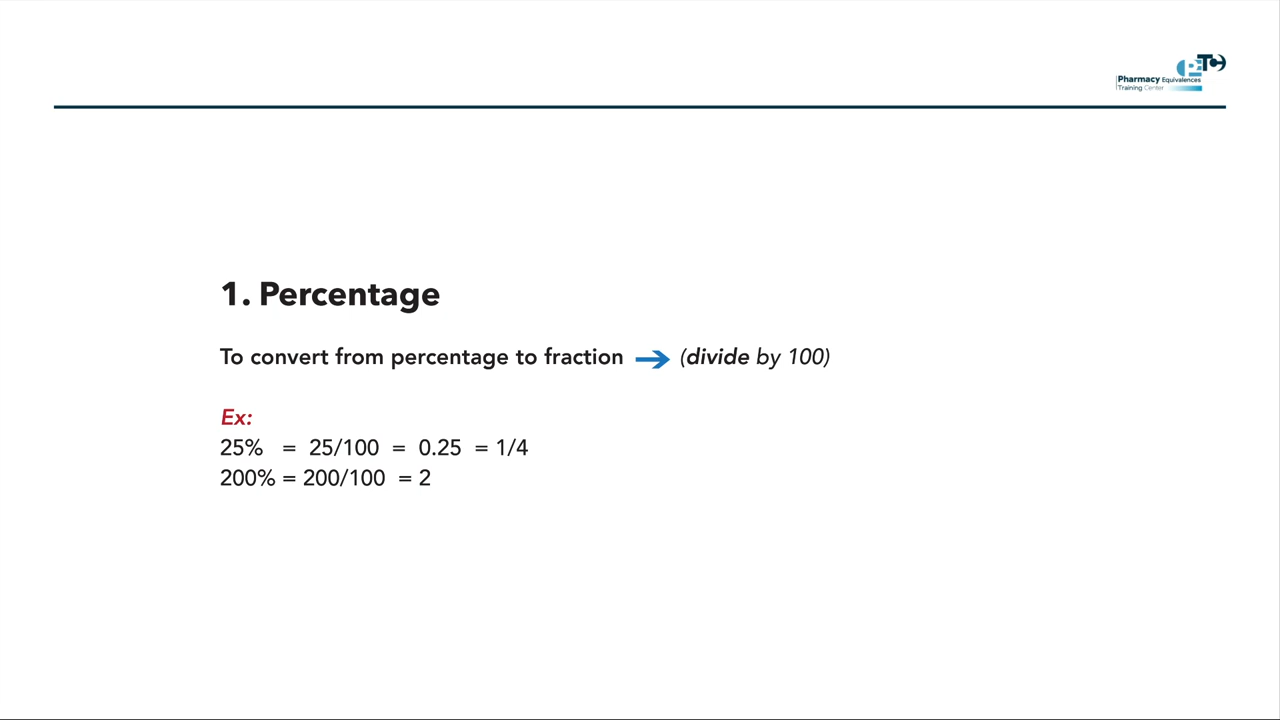 PETC
Pharmacy Equivalences
Training Center
1. Percentage
To convert from percentage to fraction → (divide by 100)
Ex:
25% = 25/100 = 0.25 = 1/4
200% = 200/100 = 2